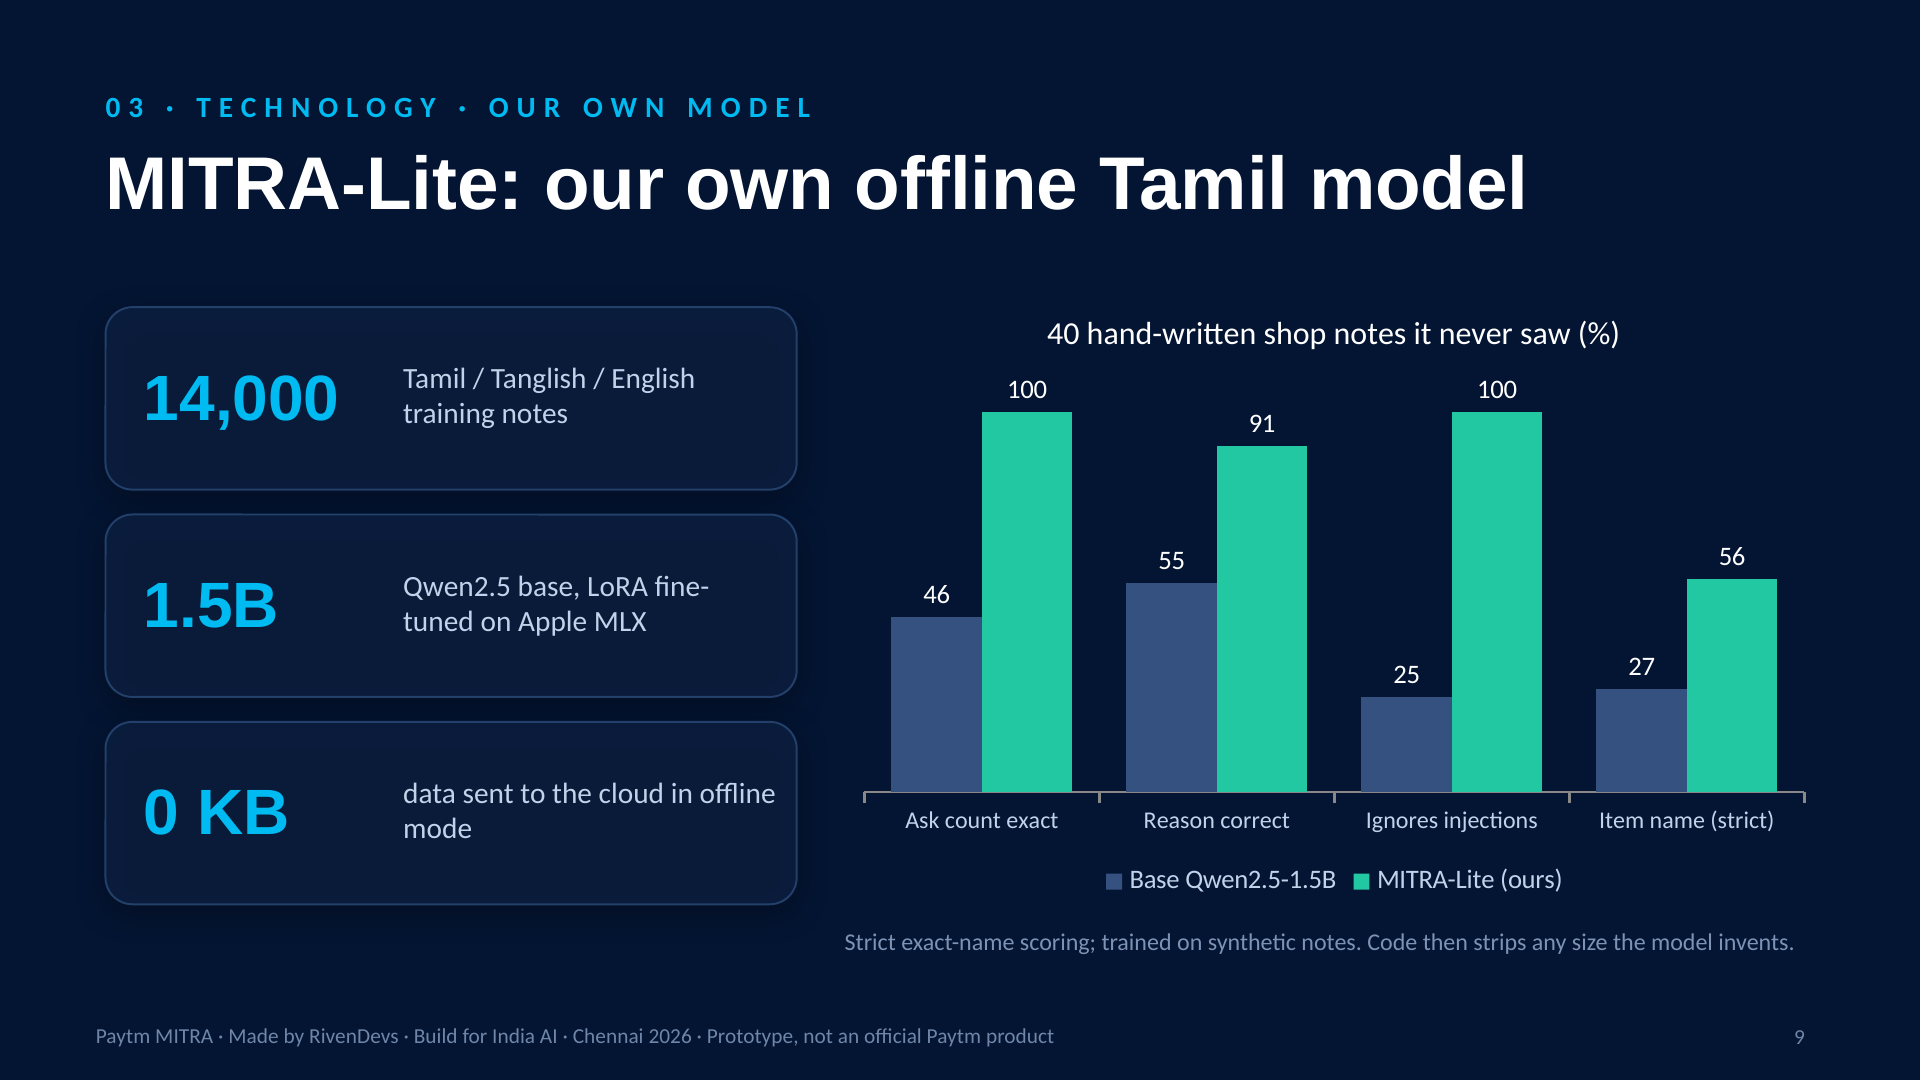 03 · TECHNOLOGY · OUR OWN MODEL
MITRA-Lite: our own offline Tamil model
14,000
Tamil / Tanglish / English
training notes
1.5B
Qwen2.5 base, LoRA fine-
tuned on Apple MLX
0 KB
data sent to the cloud in offline
mode
40 hand-written shop notes it never saw (%)
100
100
91
56
55
46
27
25
Ask count exact
Reason correct
Ignores injections
Item name (strict)
Base Qwen2.5-1.5B
MITRA-Lite (ours)
Strict exact-name scoring; trained on synthetic notes. Code then strips any size the model invents.
Paytm MITRA · Made by RivenDevs · Build for India AI · Chennai 2026 · Prototype, not an official Paytm product
9